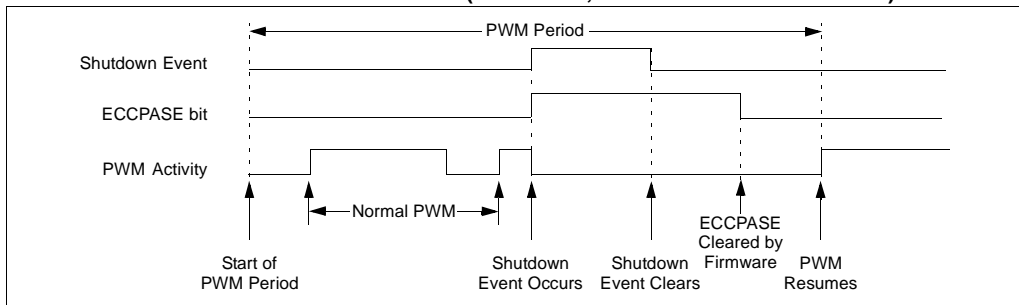 PWM Period
Shutdown Event
ECCPASE bit
PWM Activity
Normal PWM
Start of
PWM Period
Shutdown
Event Occurs
Shutdown
Event Clears
ECCPASE
Cleared by
Firmware
PWM
Resumes